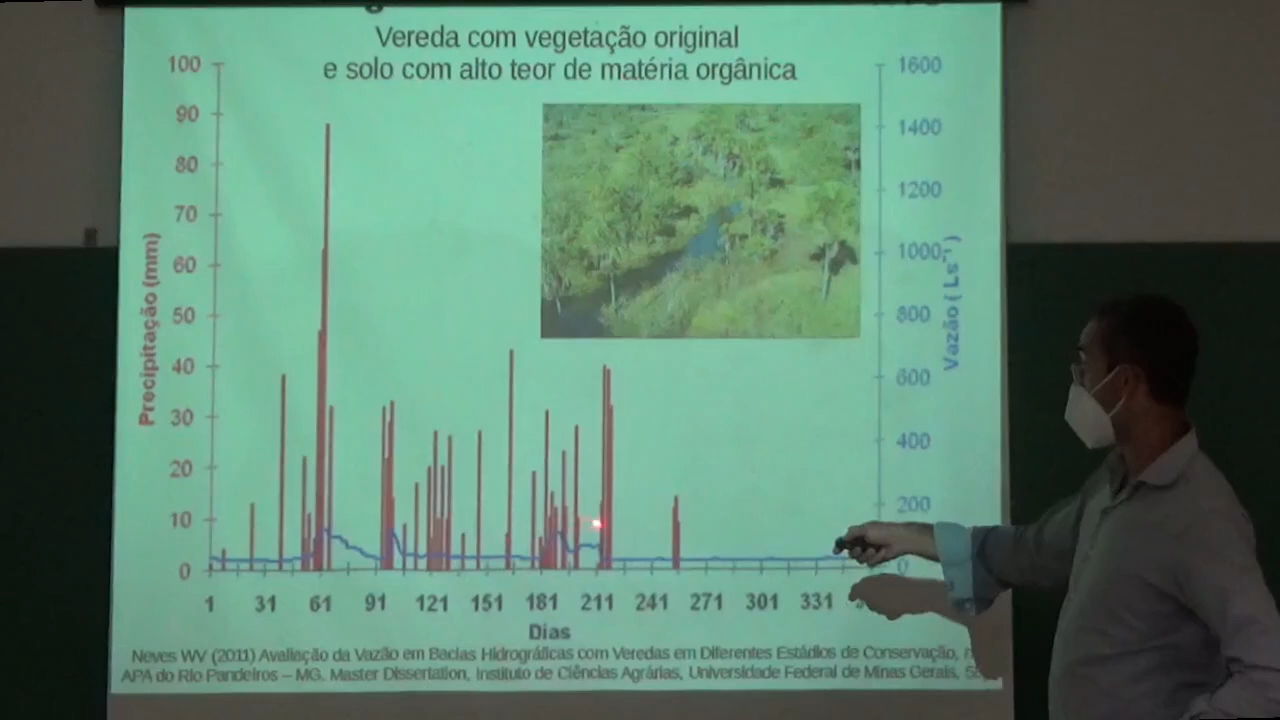 Vereda com vegetação original
e solo com alto teor de matéria orgânica
100
90
80
70
60
50
40
30
20
10
0
Precipitação (mm)
1600
1400
1200
1000
800
600
400
200
0
Vazão ( Ls⁻¹ )
1 31 61 91 121 151 181 211 241 271 301 331
Dias
Neves WV (2011) Avaliação da Vazão em Bacias Hidrográficas com Veredas em Diferentes Estádios de Conservação,
APA do Rio Pandeiros – MG. Master Dissertation, Instituto de Ciências Agrárias, Universidade Federal de Minas Gerais,